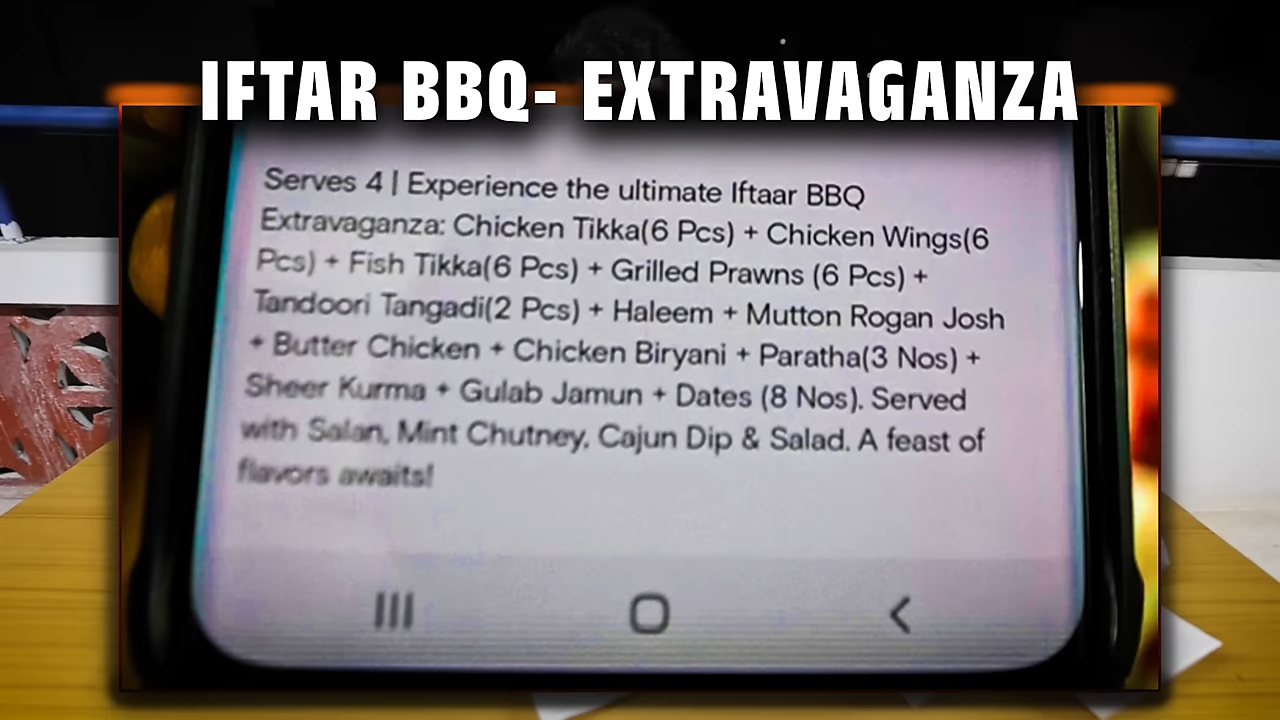 IFTAR BBQ- EXTRAVAGANZA
Serves 4 | Experience the ultimate Iftaar BBQ
Extravaganza: Chicken Tikka(6 Pcs) + Chicken Wings(6
Pcs) + Fish Tikka(6 Pcs) + Grilled Prawns (6 Pcs) +
Tandoori Tangadi(2 Pcs) + Haleem + Mutton Rogan Josh
+ Butter Chicken + Chicken Biryani + Paratha(3 Nos) +
Sheer Kurma + Gulab Jamun + Dates (8 Nos). Served
with Salan, Mint Chutney, Cajun Dip & Salad. A feast of
flavors awaits!